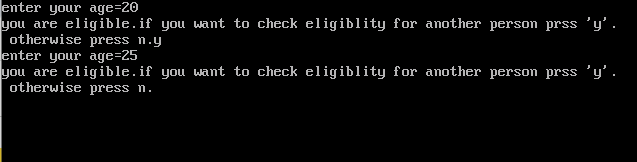 enter your age=20
you are eligible.if you want to check eligiblity for another person prss 'y'.
otherwise press n.y
enter your age=25
you are eligible.if you want to check eligiblity for another person prss 'y'.
otherwise press n.